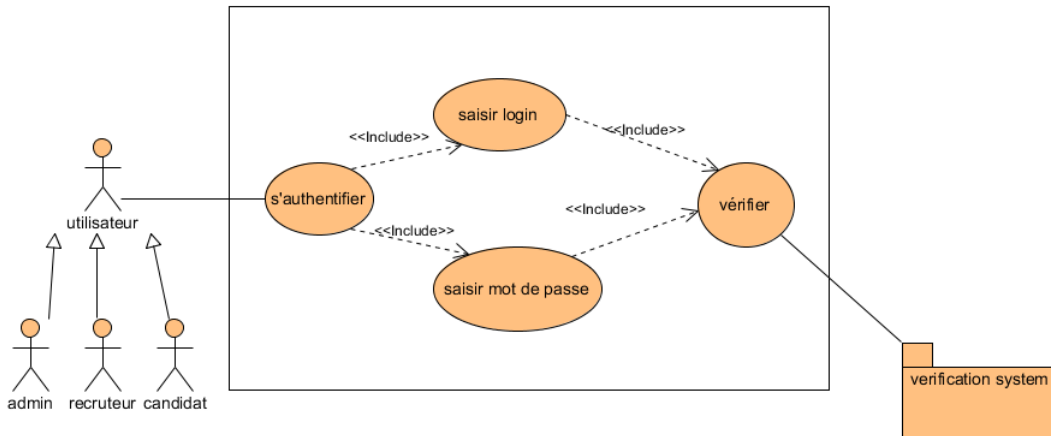 saisir login
<<Include>>
<<Include>>
s'authentifier
utilisateur
vérifier
<<Include>>
<<Include>>
saisir mot de passe
verification system
admin
recruteur
candidat